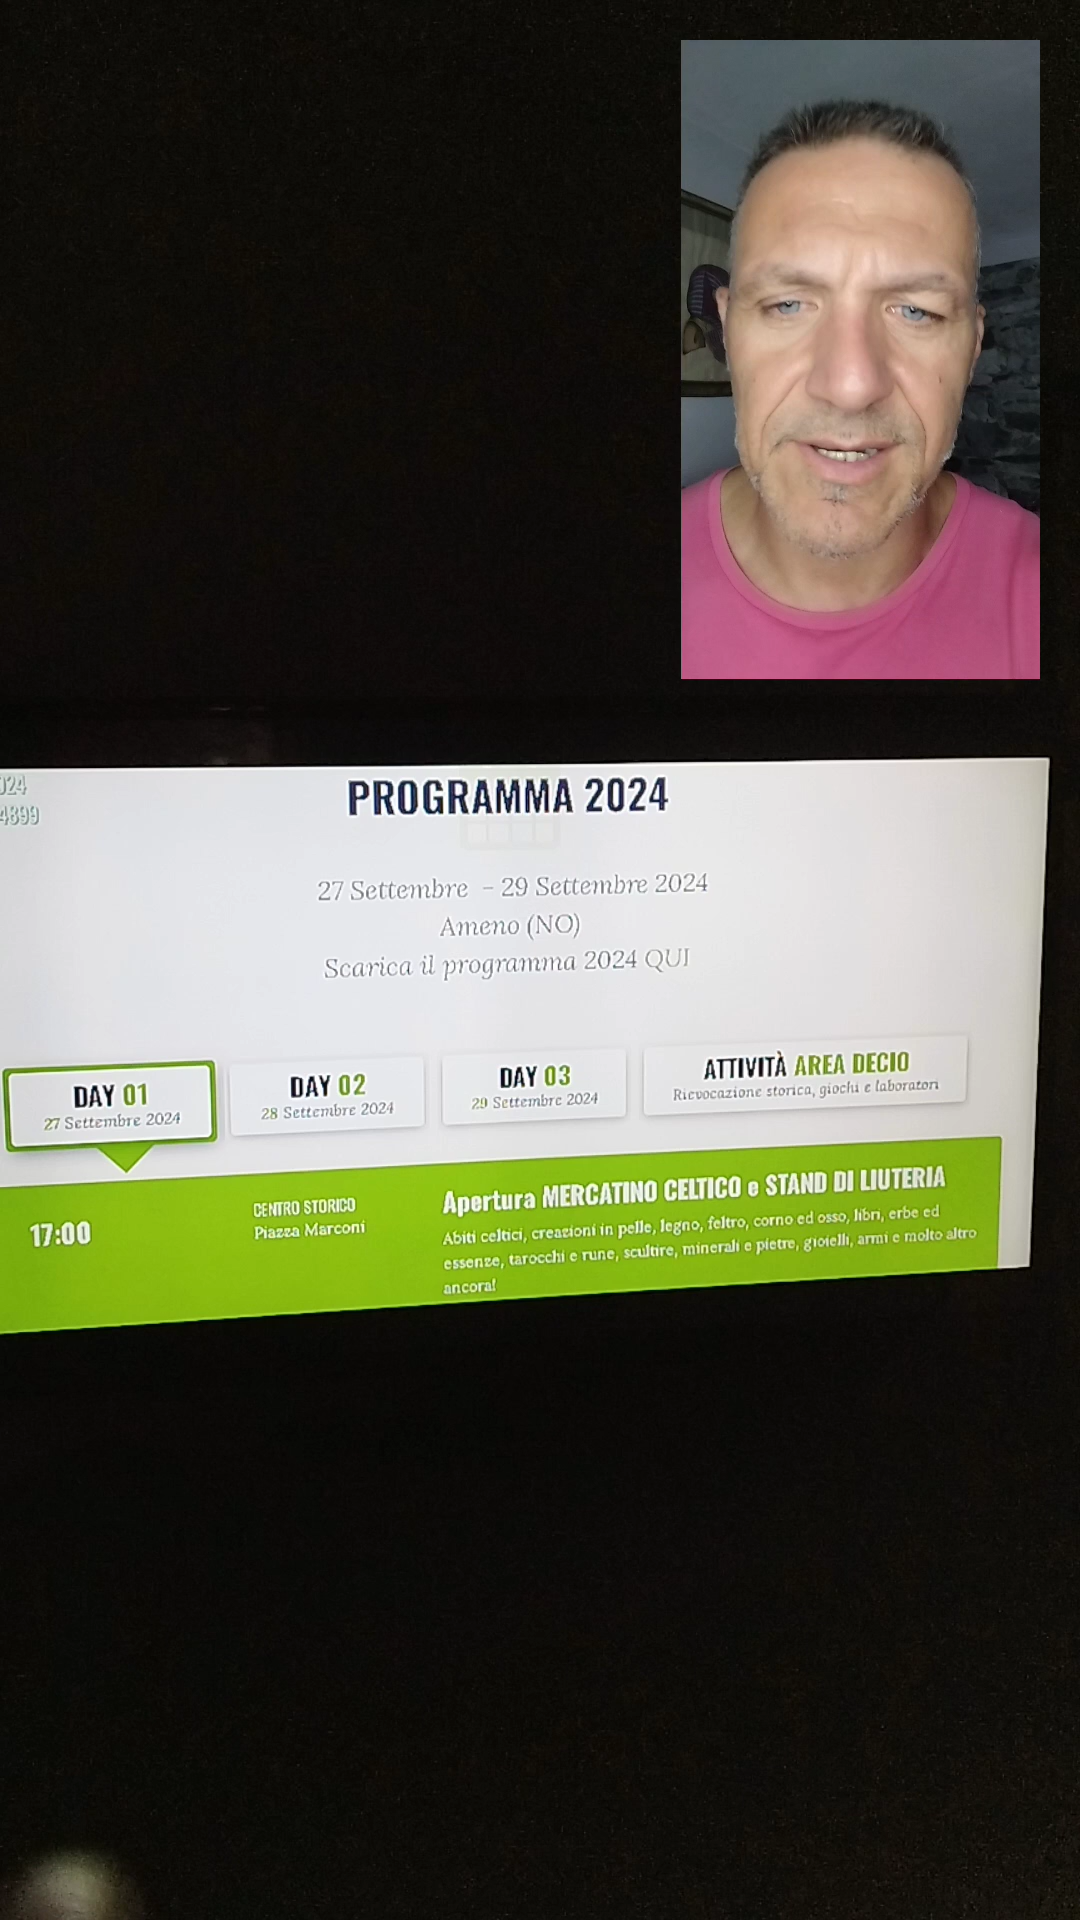 024
4899
PROGRAMMA 2024
27 Settembre – 29 Settembre 2024
Ameno (NO)
Scarica il programma 2024 QUI
DAY 01
27 Settembre 2024
DAY 02
28 Settembre 2024
DAY 03
29 Settembre 2024
ATTIVITÀ AREA DECIO
Rievocazione storica, giochi e laboratori
17:00
CENTRO STORICO
Piazza Marconi
Apertura MERCATINO CELTICO e STAND DI LIUTERIA
Abiti celtici, creazioni in pelle, legno, feltro, corno ed osso, libri, erbe ed
essenze, tarocchi e rune, scultire, minerali e pietre, gioielli, armi e molto altro
ancora!